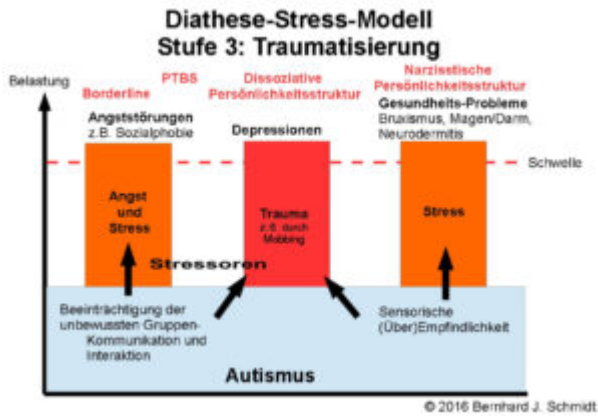 Diathese-Stress-Modell
Stufe 3: Traumatisierung
Belastung
Borderline
PTBS
Dissoziative
Persönlichkeitsstruktur
Narzisstische
Persönlichkeitsstruktur
Angststörungen
z.B. Sozialphobie
Depressionen
Gesundheits-Probleme
Bruxismus, Magen/Darm,
Neurodermitis
Schwelle
Angst
und
Stress
Trauma
z.B. durch
Mobbing
Stress
Stressoren
Beeinträchtigung der
unbewussten Gruppen-
Kommunikation und
Interaktion
Sensorische
(Über)Empfindlichkeit
Autismus
© 2016 Bernhard J. Schmidt